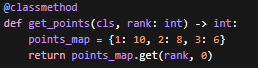 @classmethod
def get_points(cls, rank: int) -> int:
    points_map = {1: 10, 2: 8, 3: 6}
    return points_map.get(rank, 0)